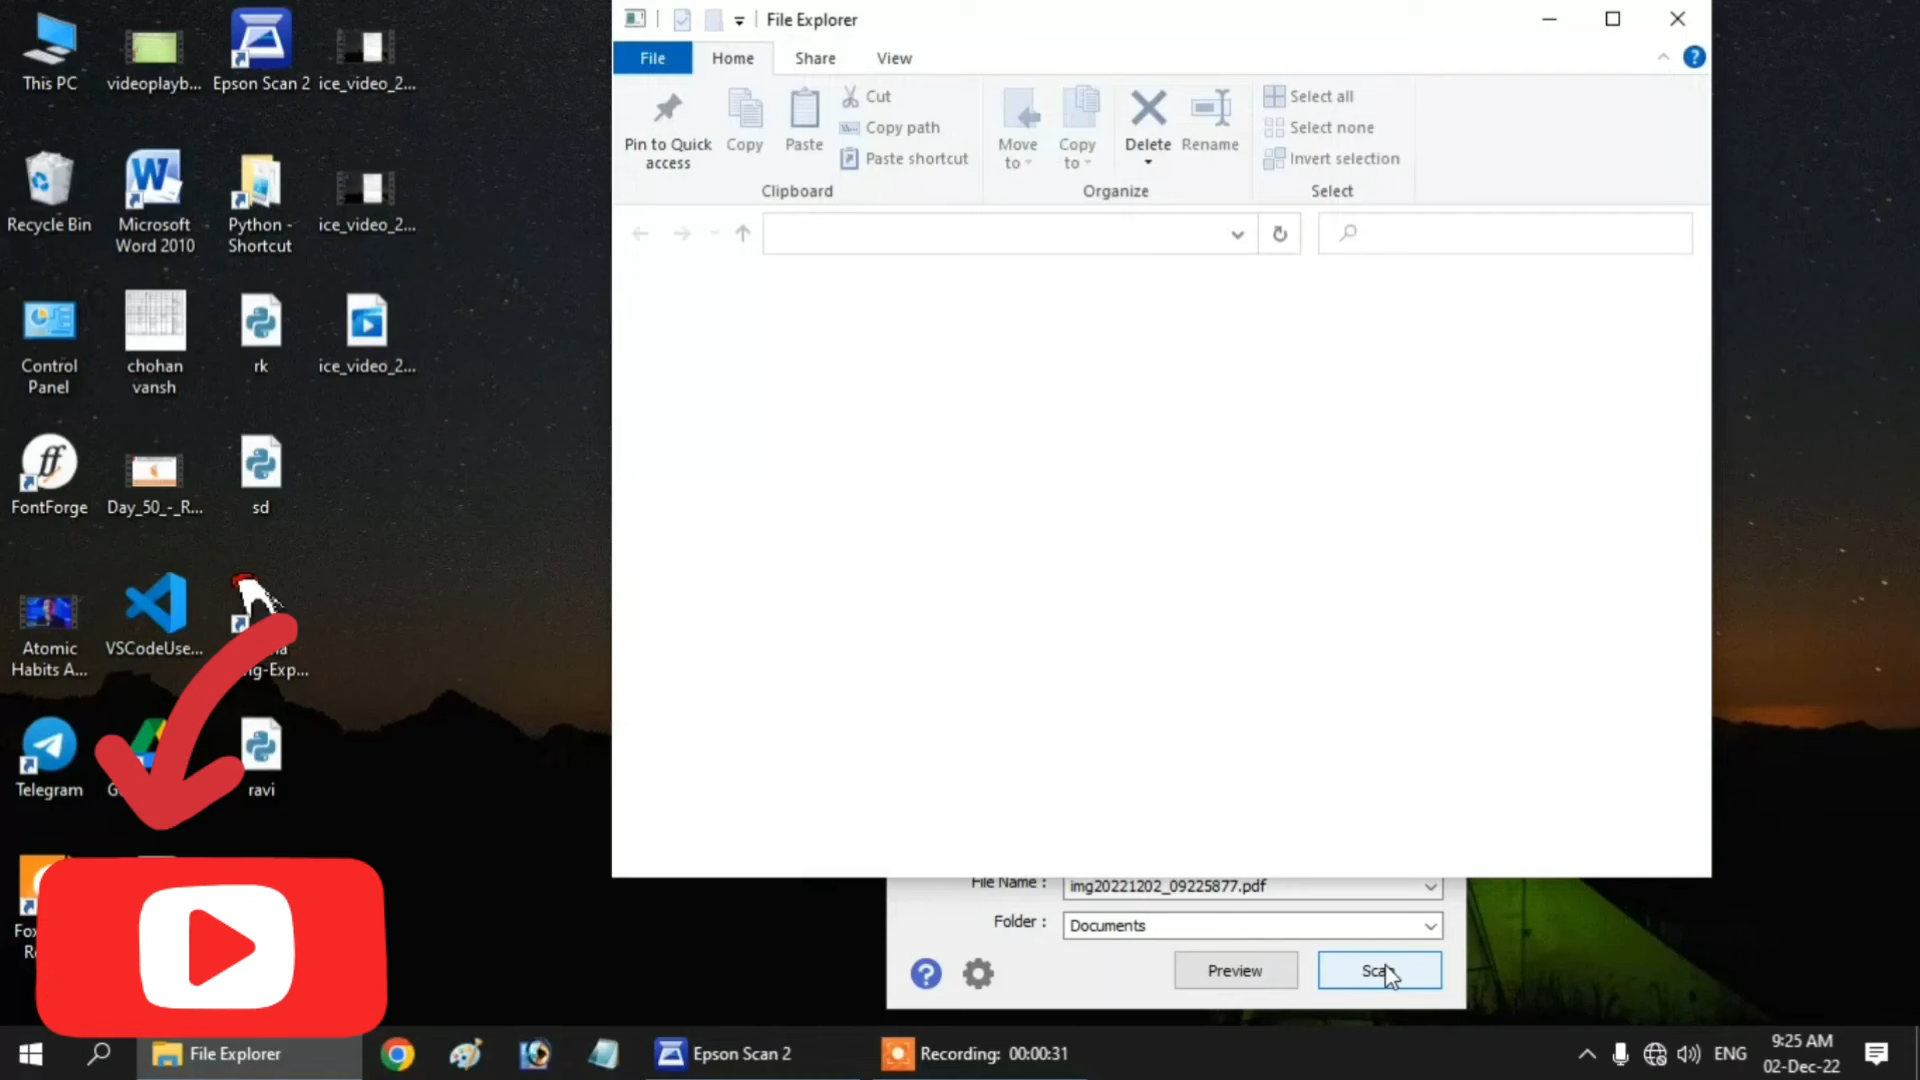 This PC
videoplayb...
Epson Scan 2
ice_video_2...
Recycle Bin
Microsoft
Word 2010
Python -
Shortcut
ice_video_2...
Control
Panel
chohan
vansh
rk
ice_video_2...
FontForge
Day_50_-_R...
sd
Atomic
Habits A...
VSCodeUse...
ng-Exp...
Telegram
ravi
File Explorer
File
Home
Share
View
Pin to Quick
access
Copy
Paste
Cut
Copy path
Paste shortcut
Clipboard
Move
to
Copy
to
Delete
Rename
Organize
Select all
Select none
Invert selection
Select
File Name :
img20221202_09225877.pdf
Folder :
Documents
Preview
File Explorer
Epson Scan 2
Recording: 00:00:31
ENG
9:25 AM
02-Dec-22